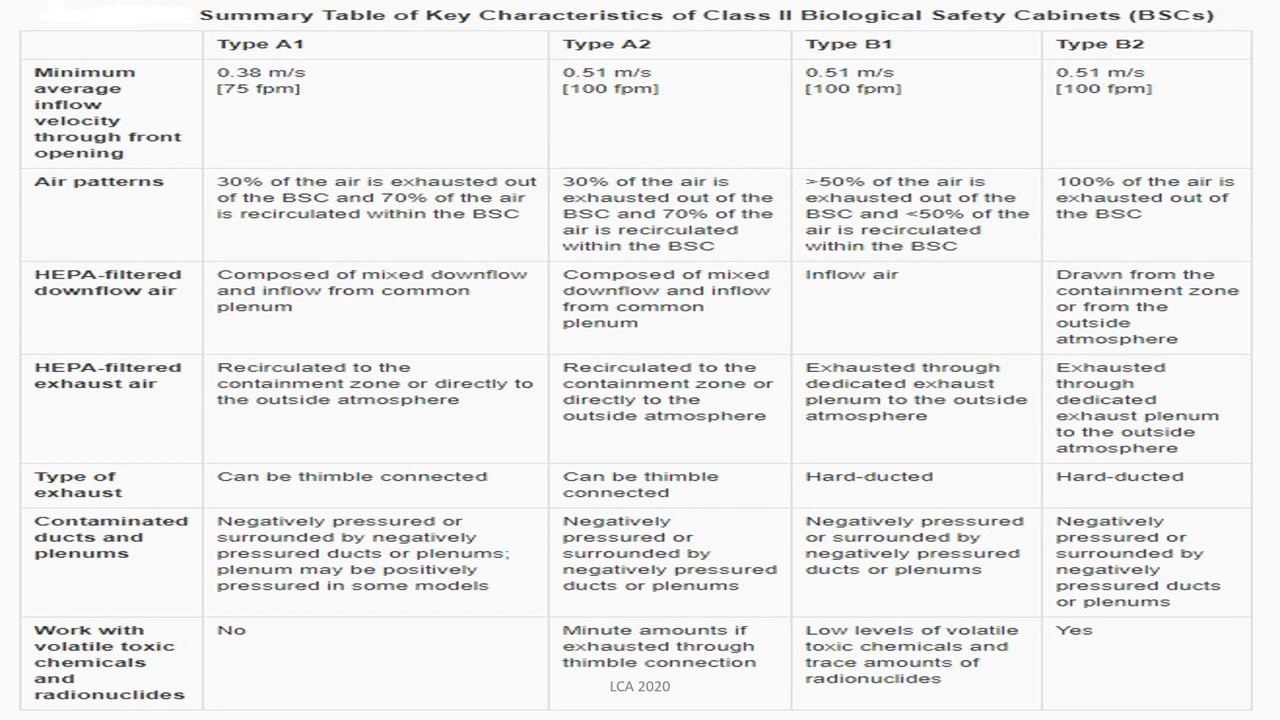 Summary Table of Key Characteristics of Class II Biological Safety Cabinets (BSCs)
Type A1
Type A2
Type B1
Type B2
Minimum
average
inflow
velocity
through front
opening
0.38 m/s
[75 fpm]
0.51 m/s
[100 fpm]
0.51 m/s
[100 fpm]
0.51 m/s
[100 fpm]
Air patterns
30% of the air is exhausted out
of the BSC and 70% of the air
is recirculated within the BSC
30% of the air is
exhausted out of the
BSC and 70% of the
air is recirculated
within the BSC
>50% of the air is
exhausted out of the
BSC and <50% of the
air is recirculated
within the BSC
100% of the air is
exhausted out of
the BSC
HEPA-filtered
downflow air
Composed of mixed downflow
and inflow from common
plenum
Composed of mixed
downflow and inflow
from common
plenum
Inflow air
Drawn from the
containment zone
or from the
outside
atmosphere
HEPA-filtered
exhaust air
Recirculated to the
containment zone or directly to
the outside atmosphere
Recirculated to the
containment zone or
directly to the
outside atmosphere
Exhausted through
dedicated exhaust
plenum to the outside
atmosphere
Exhausted
through
dedicated
exhaust plenum
to the outside
atmosphere
Type of
exhaust
Can be thimble connected
Can be thimble
connected
Hard-ducted
Hard-ducted
Contaminated
ducts and
plenums
Negatively pressured or
surrounded by negatively
pressured ducts or plenums;
plenum may be positively
pressured in some models
Negatively
pressured or
surrounded by
negatively pressured
ducts or plenums
Negatively pressured
or surrounded by
negatively pressured
ducts or plenums
Negatively
pressured or
surrounded by
negatively
pressured ducts
or plenums
Work with
volatile toxic
chemicals
and
radionuclides
No
Minute amounts if
exhausted through
thimble connection
Low levels of volatile
toxic chemicals and
trace amounts of
radionuclides
Yes
LCA 2020